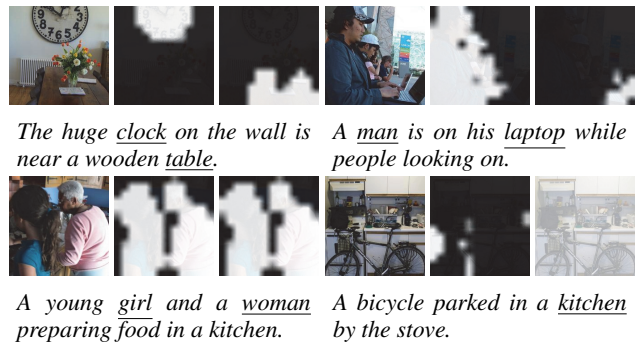 The huge clock on the wall is
near a wooden table.
A man is on his laptop while
people looking on.
A young girl and a woman
preparing food in a kitchen.
A bicycle parked in a kitchen
by the stove.